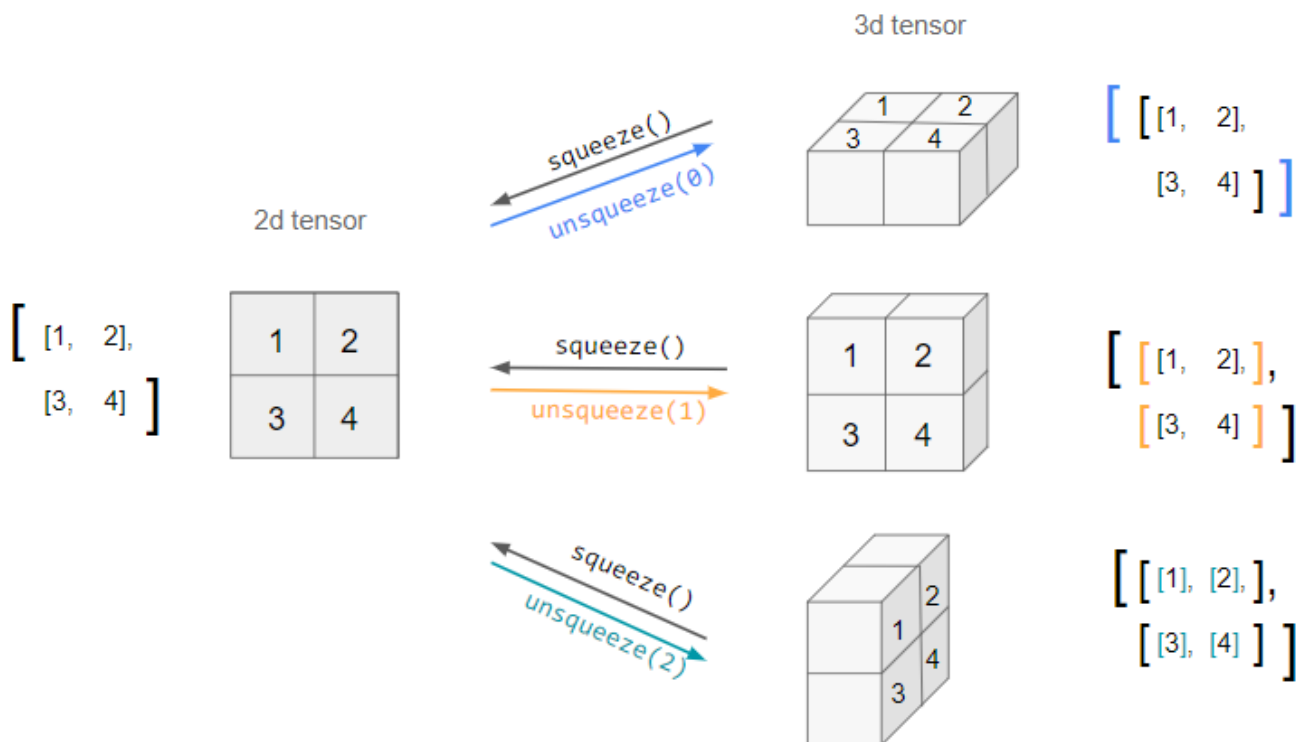 3d tensor
1 2
3 4
[ [ [1, 2],
[3, 4] ] ]
squeeze()
unsqueeze(0)
2d tensor
[ [1, 2],
[3, 4] ]
1 2
3 4
squeeze()
unsqueeze(1)
1 2
3 4
[ [ [1, 2], ],
[ [3, 4] ] ]
squeeze()
unsqueeze(2)
2
1
4
3
[ [ [1], [2], ],
[ [3], [4] ] ]